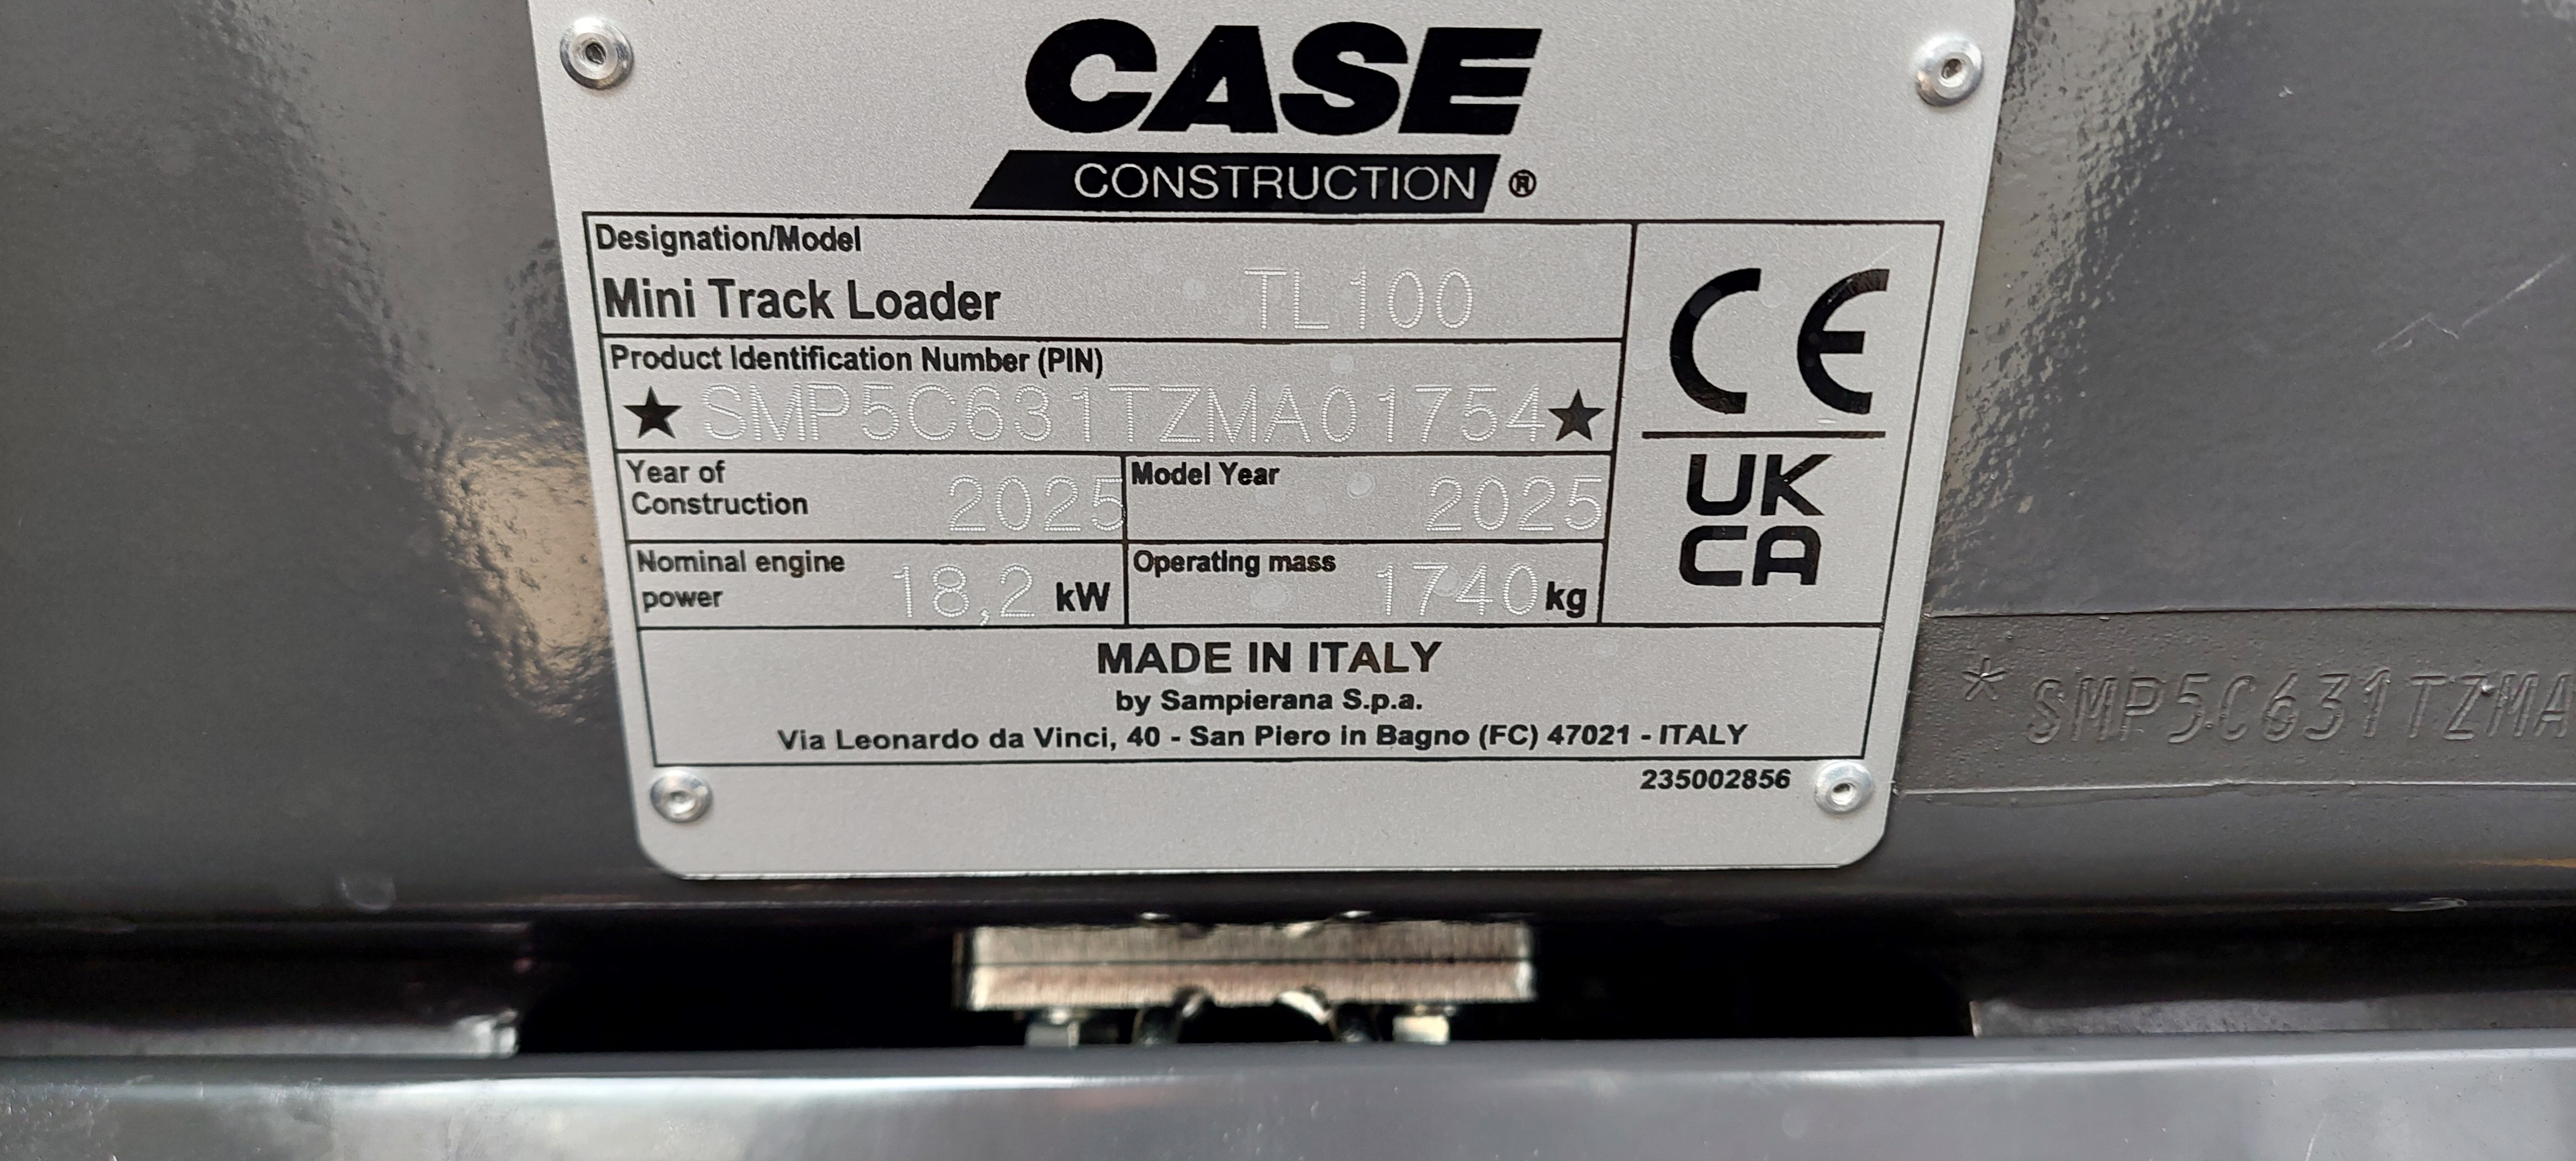 CASE
CONSTRUCTION ®
Designation/Model
Mini Track Loader TL100
Product Identification Number (PIN)
★ SMP5C631TZMA01754 ★
Year of
Construction 2025
Model Year 2025
Nominal engine
power 18,2 kW
Operating mass 1740 kg
CE
UK
CA
MADE IN ITALY
by Sampierana S.p.a.
Via Leonardo da Vinci, 40 - San Piero in Bagno (FC) 47021 - ITALY
235002856
* SMP5C631TZMA